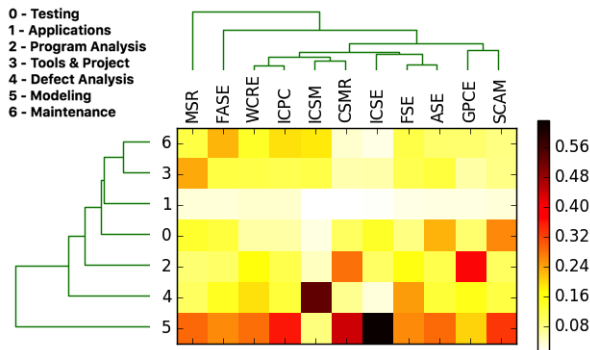 0 - Testing
1 - Applications
2 - Program Analysis
3 - Tools & Project
4 - Defect Analysis
5 - Modeling
6 - Maintenance
MSR FASE WCRE ICPC ICSM CSMR ICSE FSE ASE GPCE SCAM
6
3
1
0
2
4
5
0.56
0.48
0.40
0.32
0.24
0.16
0.08